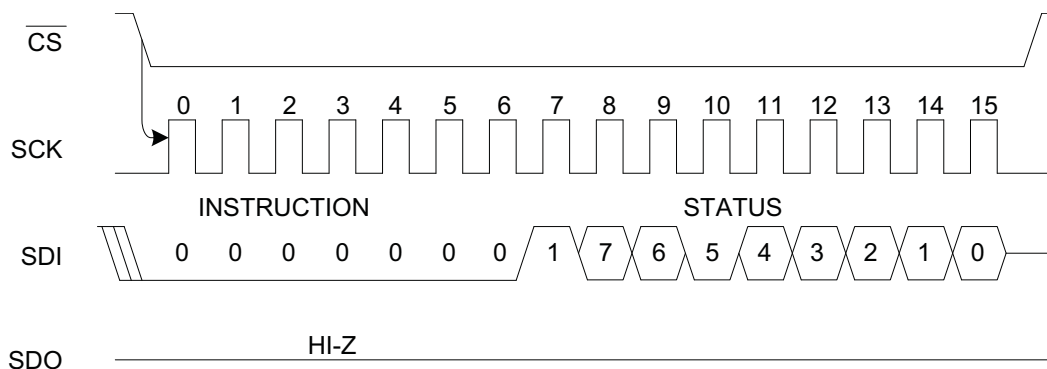 CS
0 1 2 3 4 5 6 7 8 9 10 11 12 13 14 15
SCK
INSTRUCTION STATUS
SDI 0 0 0 0 0 0 0 1 7 6 5 4 3 2 1 0
HI-Z
SDO